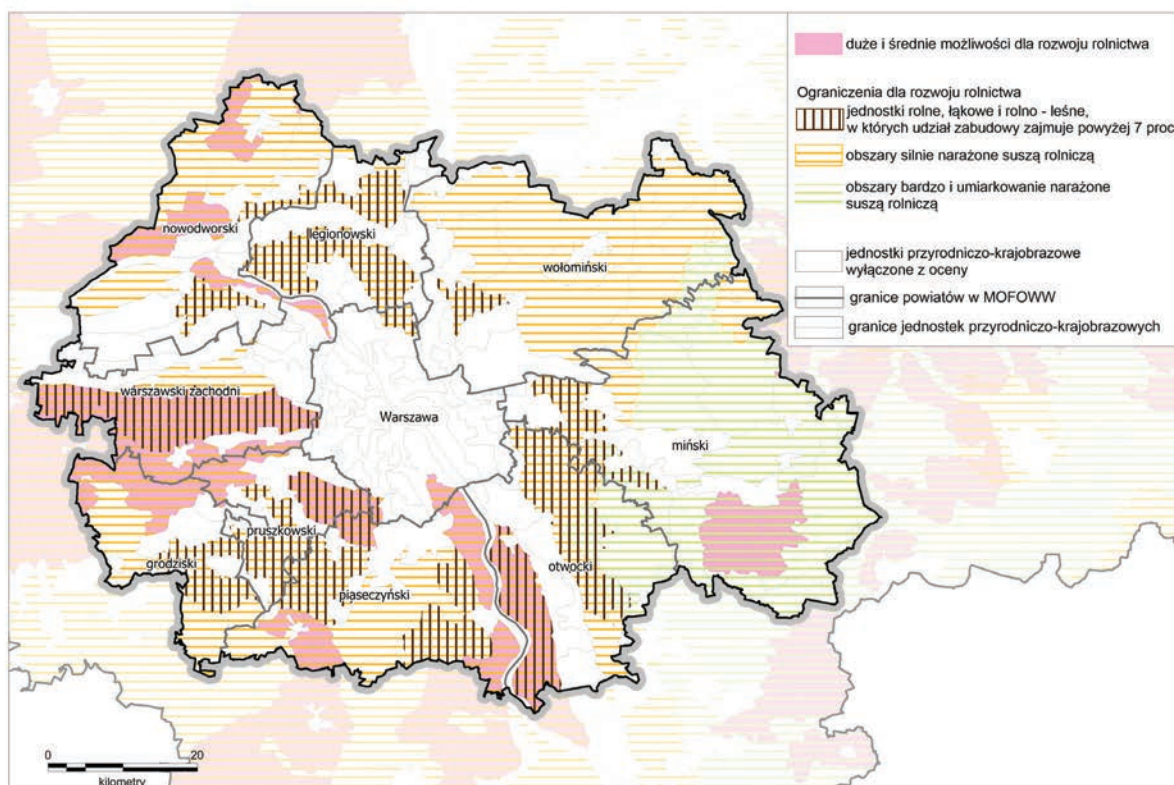 duże i średnie możliwości dla rozwoju rolnictwa
Ograniczenia dla rozwoju rolnictwa
jednostki rolne, łąkowe i rolno - leśne,
w których udział zabudowy zajmuje powyżej 7 proc
obszary silnie narażone suszą rolniczą
obszary bardzo i umiarkowanie narażone
suszą rolniczą
jednostki przyrodniczo-krajobrazowe
wyłączone z oceny
granice powiatów w MOFOWW
granice jednostek przyrodniczo-krajobrazowych
nowodworski
legionowski
wołomiński
warszawski zachodni
Warszawa
miński
pruszkowski
grodziski
piaseczyński
otwocki
0 20
kilometry